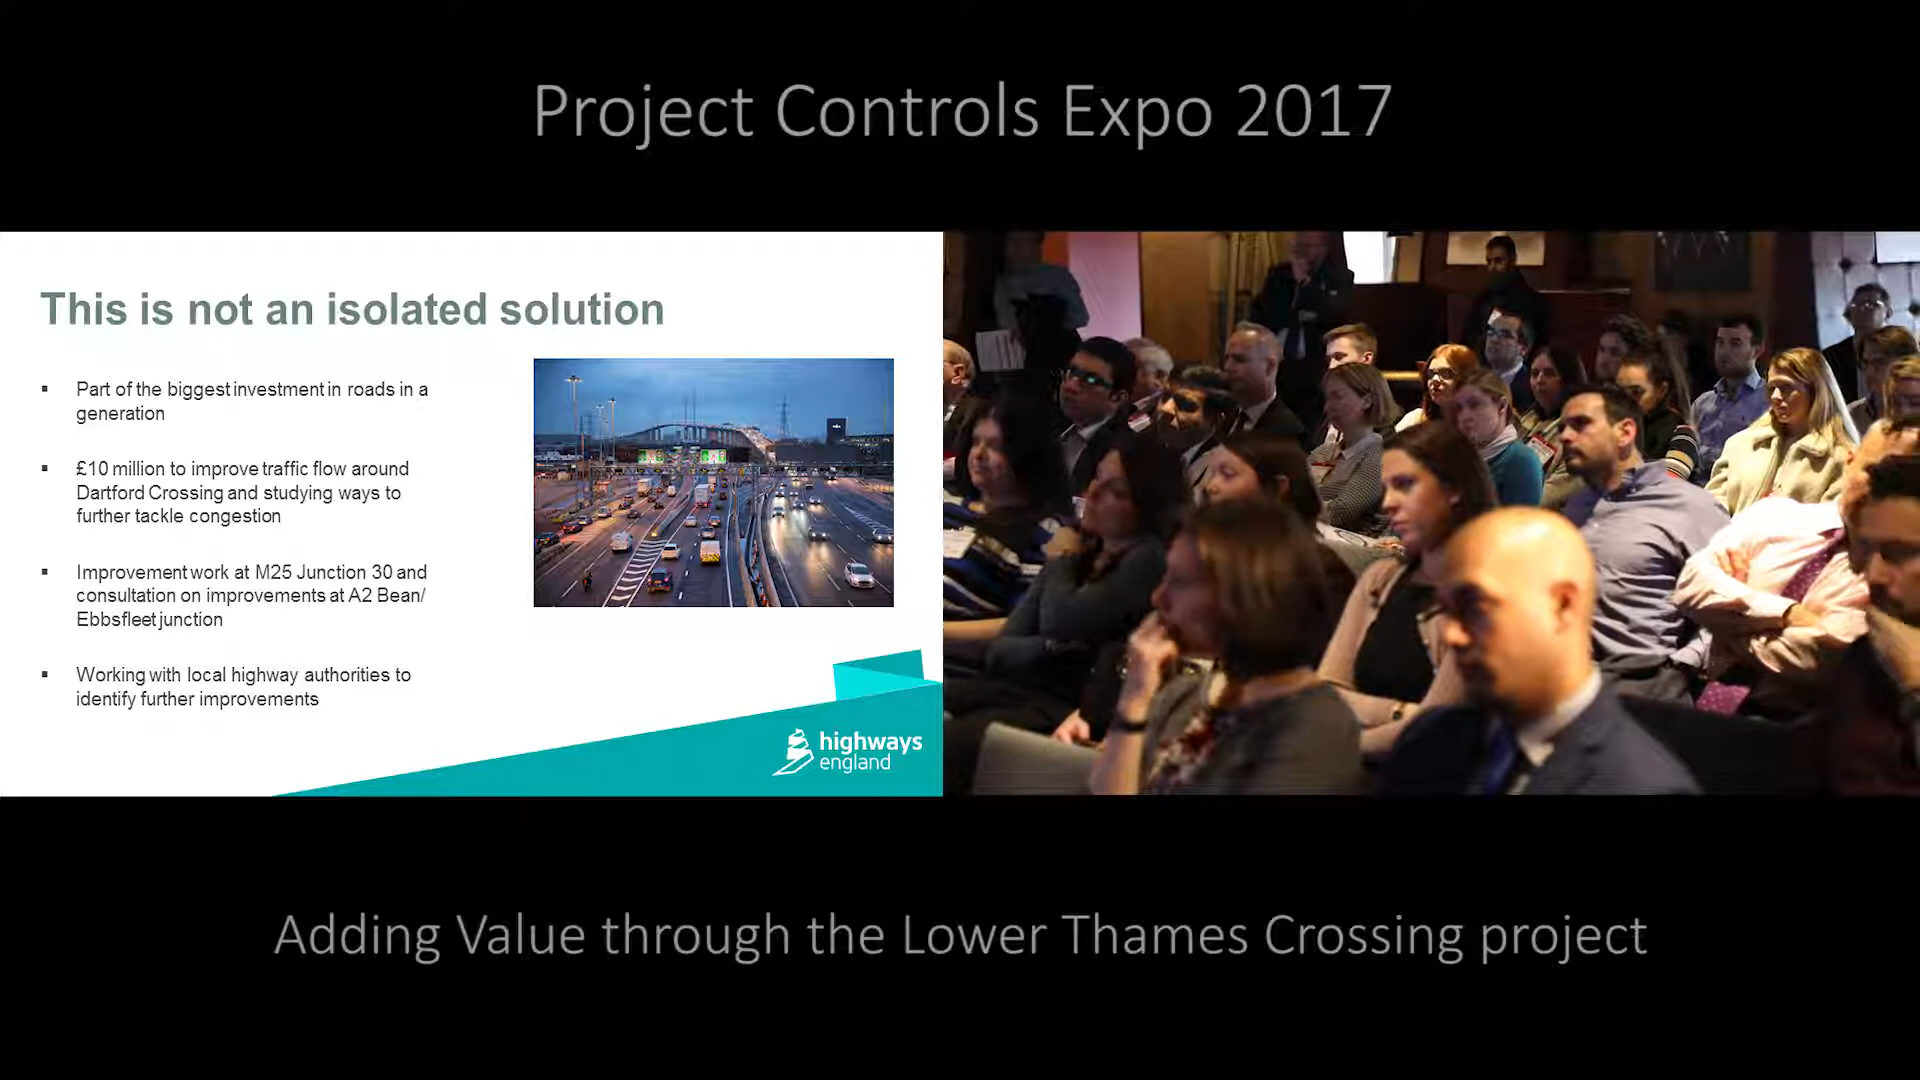 Project Controls Expo 2017
This is not an isolated solution
▪ Part of the biggest investment in roads in a
generation
▪ £10 million to improve traffic flow around
Dartford Crossing and studying ways to
further tackle congestion
▪ Improvement work at M25 Junction 30 and
consultation on improvements at A2 Bean/
Ebbsfleet junction
▪ Working with local highway authorities to
identify further improvements
highways
england
Adding Value through the Lower Thames Crossing project